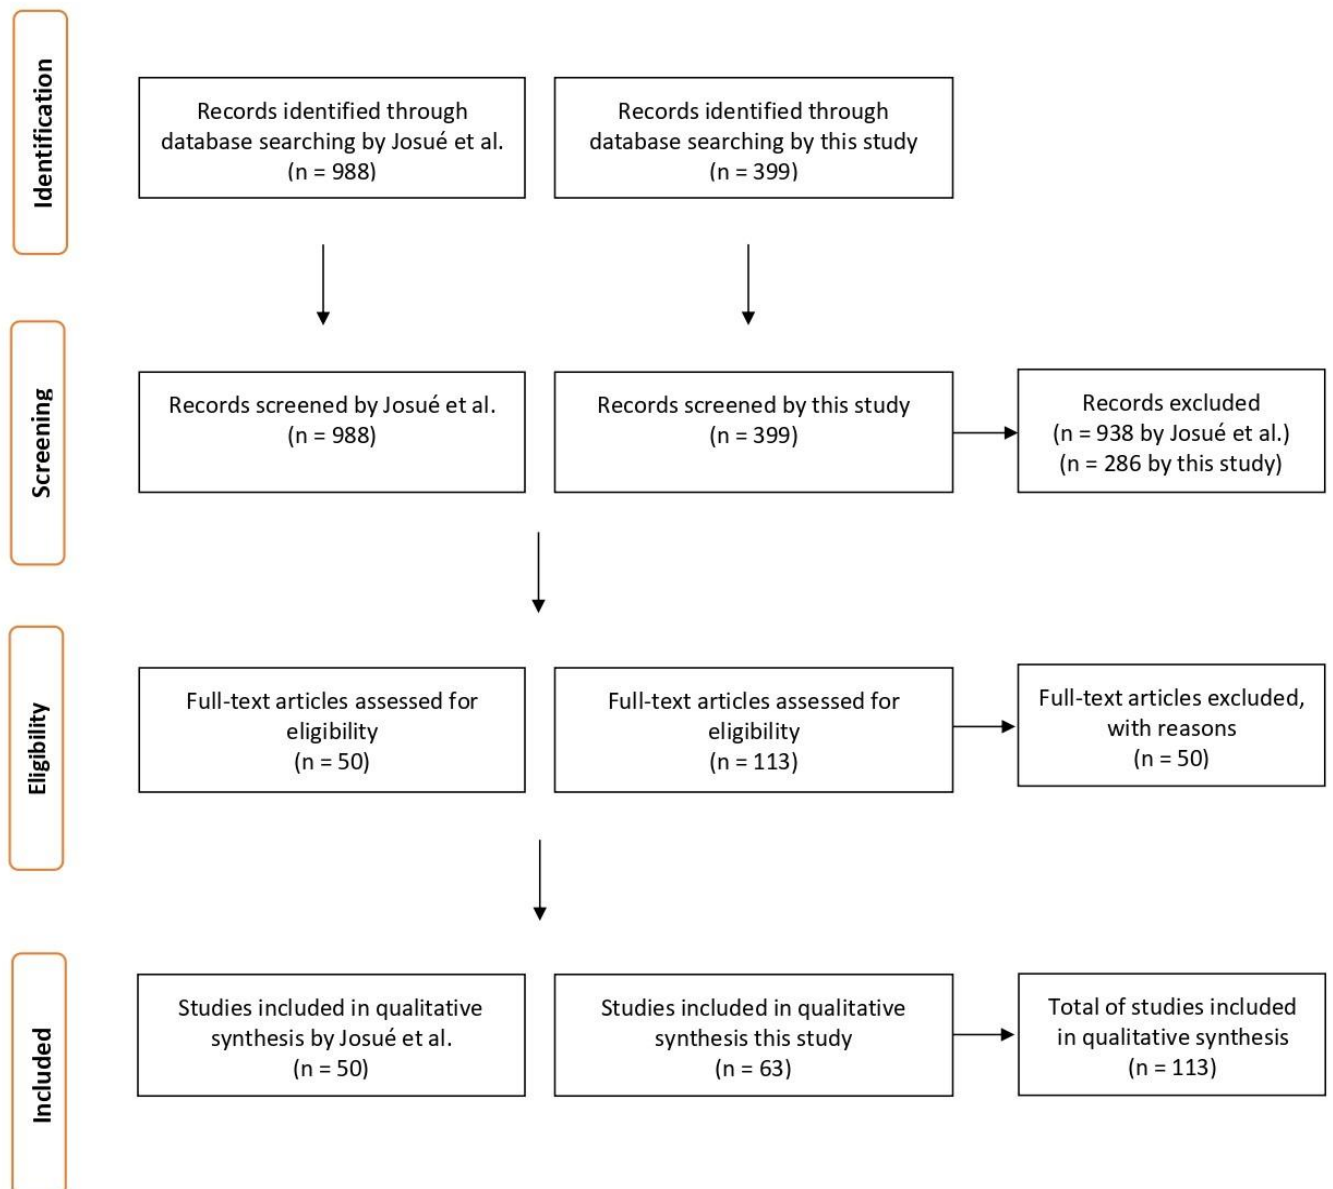 Identification
Records identified through
database searching by Josué et al.
(n = 988)
Records identified through
database searching by this study
(n = 399)
Screening
Records screened by Josué et al.
(n = 988)
Records screened by this study
(n = 399)
Records excluded
(n = 938 by Josué et al.)
(n = 286 by this study)
Eligibility
Full-text articles assessed for
eligibility
(n = 50)
Full-text articles assessed for
eligibility
(n = 113)
Full-text articles excluded,
with reasons
(n = 50)
Included
Studies included in qualitative
synthesis by Josué et al.
(n = 50)
Studies included in qualitative
synthesis this study
(n = 63)
Total of studies included
in qualitative synthesis
(n = 113)